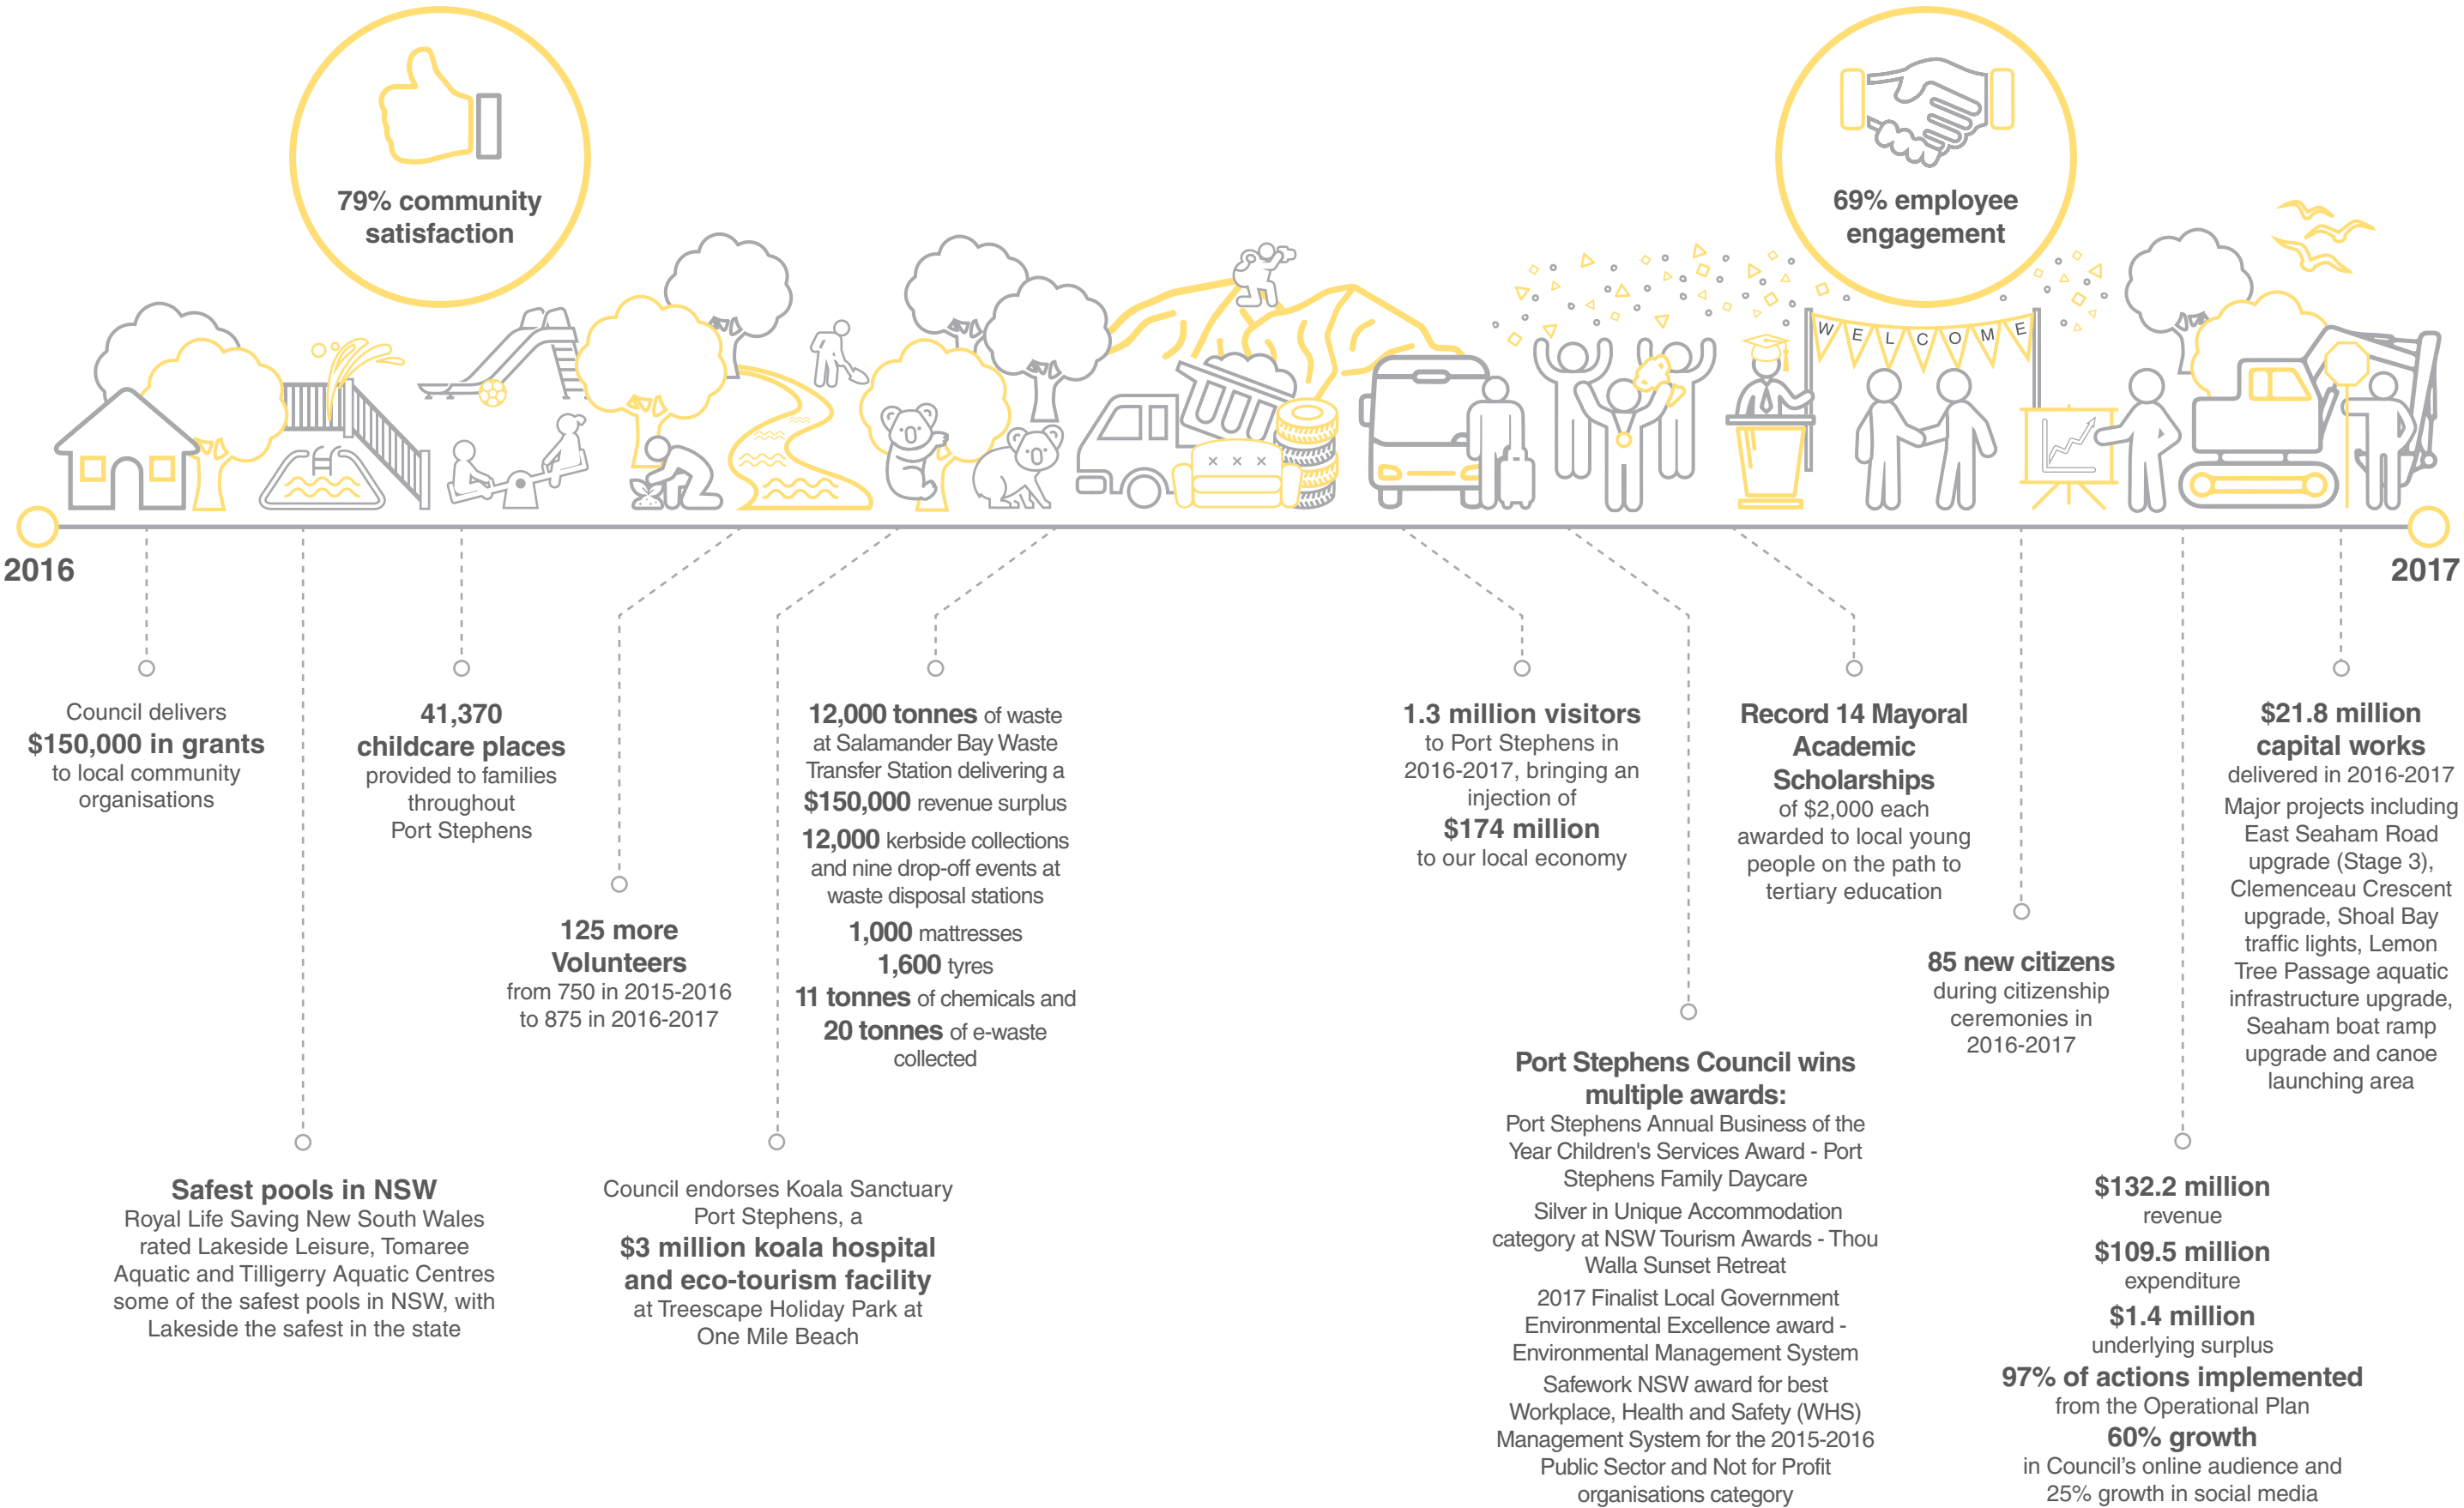 79% community
satisfaction
69% employee
engagement
W E L C O M E
2016
2017
Council delivers
$150,000 in grants
to local community
organisations
Safest pools in NSW
Royal Life Saving New South Wales
rated Lakeside Leisure, Tomaree
Aquatic and Tilligerry Aquatic Centres
some of the safest pools in NSW, with
Lakeside the safest in the state
41,370
childcare places
provided to families
throughout
Port Stephens
125 more
Volunteers
from 750 in 2015-2016
to 875 in 2016-2017
Council endorses Koala Sanctuary
Port Stephens, a
$3 million koala hospital
and eco-tourism facility
at Treescape Holiday Park at
One Mile Beach
12,000 tonnes of waste
at Salamander Bay Waste
Transfer Station delivering a
$150,000 revenue surplus
12,000 kerbside collections
and nine drop-off events at
waste disposal stations
1,000 mattresses
1,600 tyres
11 tonnes of chemicals and
20 tonnes of e-waste
collected
1.3 million visitors
to Port Stephens in
2016-2017, bringing an
injection of
$174 million
to our local economy
Port Stephens Council wins
multiple awards:
Port Stephens Annual Business of the
Year Children's Services Award - Port
Stephens Family Daycare
Silver in Unique Accommodation
category at NSW Tourism Awards - Thou
Walla Sunset Retreat
2017 Finalist Local Government
Environmental Excellence award -
Environmental Management System
Safework NSW award for best
Workplace, Health and Safety (WHS)
Management System for the 2015-2016
Public Sector and Not for Profit
organisations category
Record 14 Mayoral
Academic
Scholarships
of $2,000 each
awarded to local young
people on the path to
tertiary education
85 new citizens
during citizenship
ceremonies in
2016-2017
$132.2 million
revenue
$109.5 million
expenditure
$1.4 million
underlying surplus
97% of actions implemented
from the Operational Plan
60% growth
in Council’s online audience and
25% growth in social media
$21.8 million
capital works
delivered in 2016-2017
Major projects including
East Seaham Road
upgrade (Stage 3),
Clemenceau Crescent
upgrade, Shoal Bay
traffic lights, Lemon
Tree Passage aquatic
infrastructure upgrade,
Seaham boat ramp
upgrade and canoe
launching area